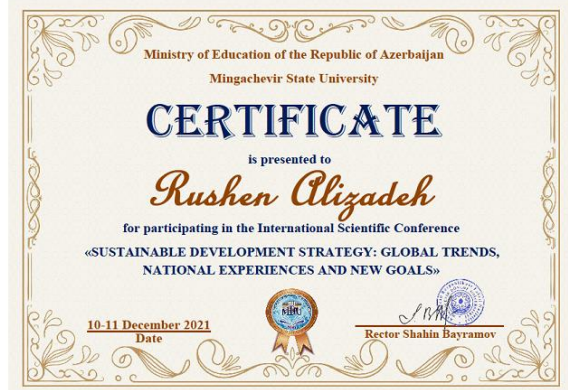 Ministry of Education of the Republic of Azerbaijan
Mingachevir State University
CERTIFICATE
is presented to
Rushen Alizadeh
for participating in the International Scientific Conference
«SUSTAINABLE DEVELOPMENT STRATEGY: GLOBAL TRENDS,
NATIONAL EXPERIENCES AND NEW GOALS»
MHU
10-11 December 2021
Date
Rector Shahin Bayramov